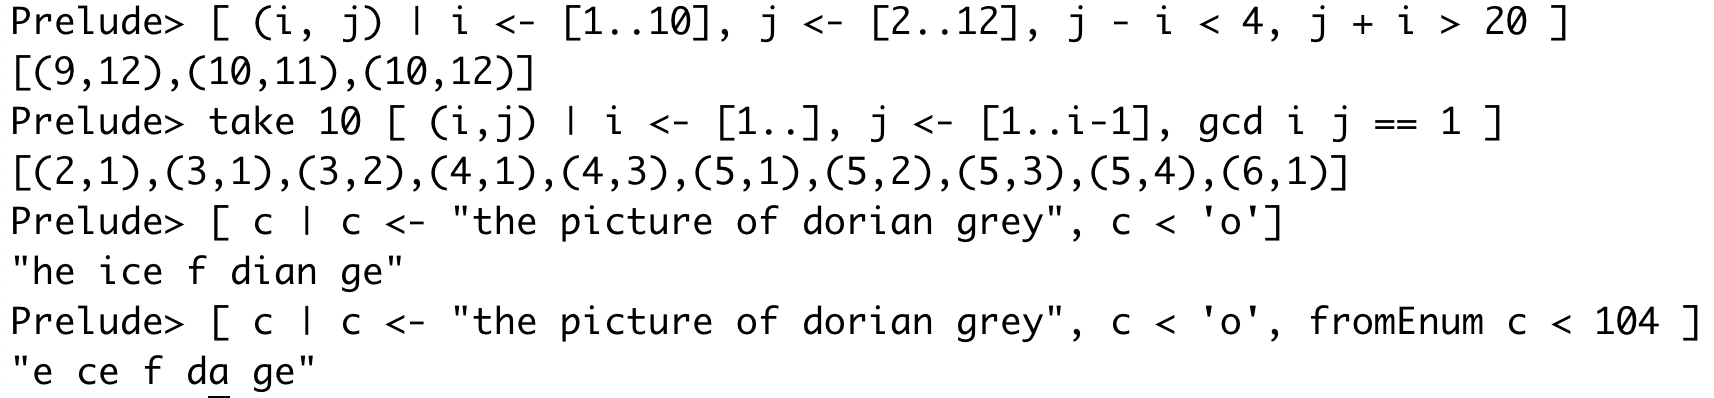 Prelude> [ (i, j) | i <- [1..10], j <- [2..12], j - i < 4, j + i > 20 ]
[(9,12),(10,11),(10,12)]
Prelude> take 10 [ (i,j) | i <- [1..], j <- [1..i-1], gcd i j == 1 ]
[(2,1),(3,1),(3,2),(4,1),(4,3),(5,1),(5,2),(5,3),(5,4),(6,1)]
Prelude> [ c | c <- "the picture of dorian grey", c < 'o']
"he ice f dian ge"
Prelude> [ c | c <- "the picture of dorian grey", c < 'o', fromEnum c < 104 ]
"e ce f da ge"